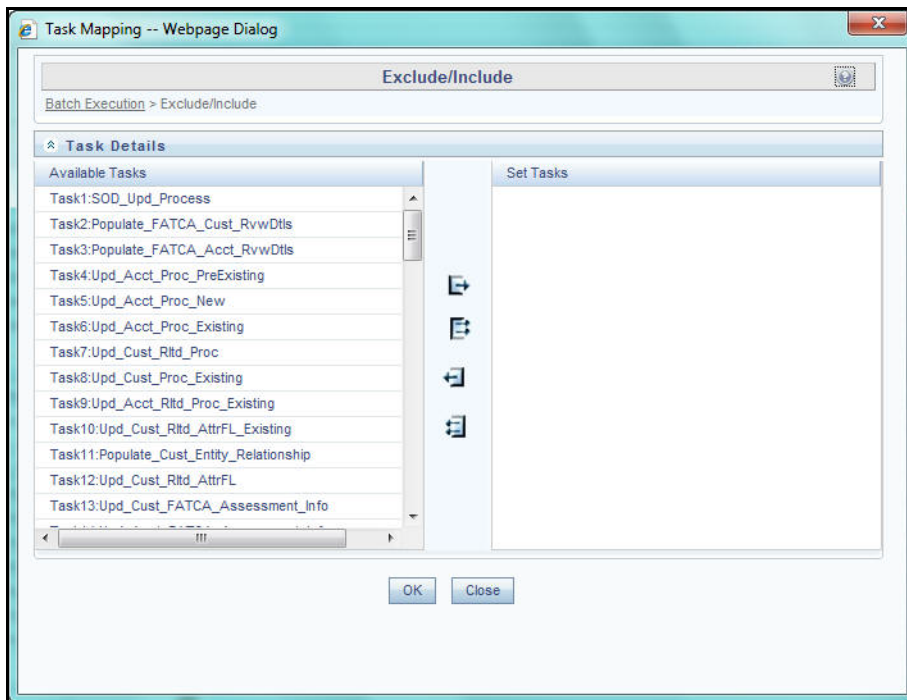 Task Mapping -- Webpage Dialog
Exclude/Include
Batch Execution > Exclude/Include
Task Details
Available Tasks
Set Tasks
Task1:SOD_Upd_Process
Task2:Populate_FATCA_Cust_RvwDtls
Task3:Populate_FATCA_Acct_RvwDtls
Task4:Upd_Acct_Proc_PreExisting
Task5:Upd_Acct_Proc_New
Task6:Upd_Acct_Proc_Existing
Task7:Upd_Cust_Rltd_Proc
Task8:Upd_Cust_Proc_Existing
Task9:Upd_Acct_Rltd_Proc_Existing
Task10:Upd_Cust_Rltd_AttrFL_Existing
Task11:Populate_Cust_Entity_Relationship
Task12:Upd_Cust_Rltd_AttrFL
Task13:Upd_Cust_FATCA_Assessment_Info
OK Close